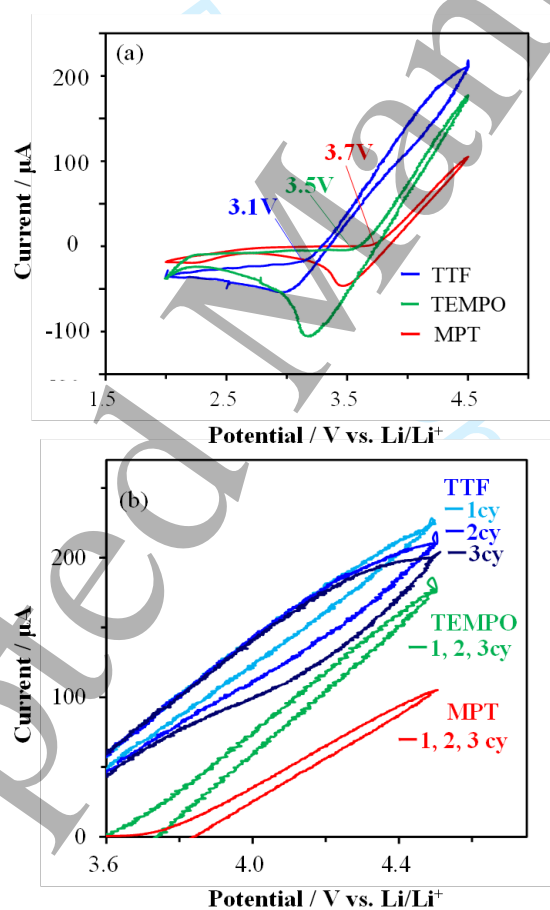 (a)
200
100
0
-100
Current / µA
3.7V
3.5V
3.1V
TTF
TEMPO
MPT
1.5 2.5 3.5 4.5
Potential / V vs. Li/Li⁺
(b)
200
100
0
Current / µA
TTF
1cy
2cy
3cy
TEMPO
1, 2, 3cy
MPT
1, 2, 3 cy
3.6 4.0 4.4
Potential / V vs. Li/Li⁺